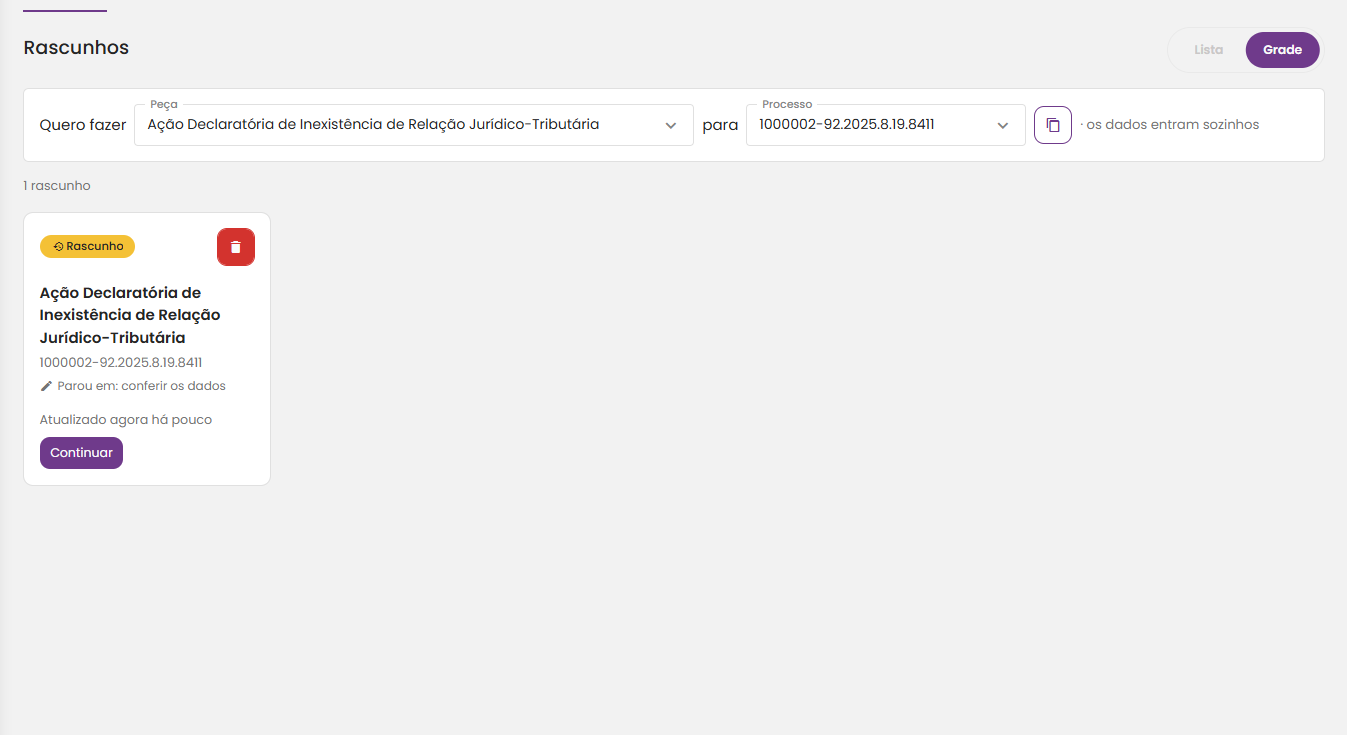 Rascunhos
Lista
Grade
Peça
Processo
Quero fazer
Ação Declaratória de Inexistência de Relação Jurídico-Tributária
para
1000002-92.2025.8.19.8411
· os dados entram sozinhos
1 rascunho
Rascunho
Ação Declaratória de
Inexistência de Relação
Jurídico-Tributária
1000002-92.2025.8.19.8411
Parou em: conferir os dados
Atualizado agora há pouco
Continuar